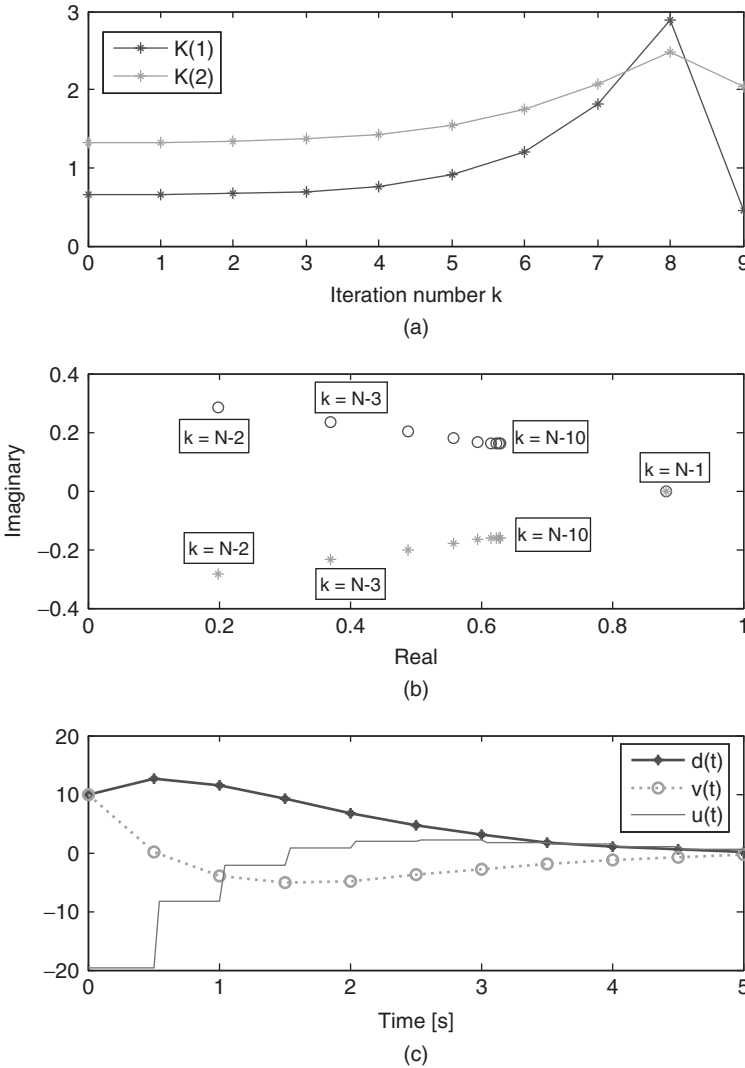 3
2
1
0
K(1)
K(2)
0 1 2 3 4 5 6 7 8 9
Iteration number k
(a)
0.4
0.2
0
−0.2
−0.4
Imaginary
k = N-3
k = N-2
k = N-10
k = N-1
k = N-2
k = N-10
k = N-3
0 0.2 0.4 0.6 0.8 1
Real
(b)
20
10
0
−10
−20
d(t)
v(t)
u(t)
0 1 2 3 4 5
Time [s]
(c)